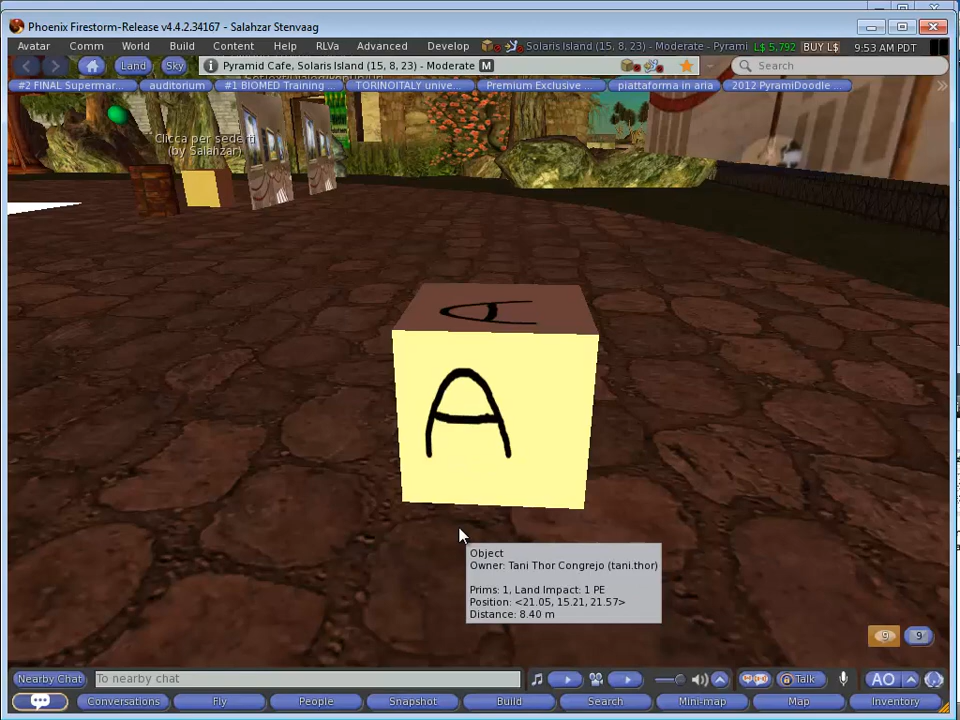 Phoenix Firestorm-Release v4.4.2.34167 - Salahzar Stenvaag
Avatar Comm World Build Content Help RLVa Advanced Develop Solaris Island (15, 8, 23) - Moderate - Pyrami L$ 5,792 BUY L$ 9:53 AM PDT
Land Sky Pyramid Cafe, Solaris Island (15, 8, 23) - Moderate M Search
#2 FINAL Supermar... auditorium #1 BIOMED Training ... TORINOITALY unive... Premium Exclusive ... piattaforma in aria 2012 PyramiDoodle ...
Clicca per sederti
(by Salahzar)
A
A
Object
Owner: Tani Thor Congrejo (tani.thor)
Prims: 1, Land Impact: 1 PE
Position: <21.05, 15.21, 21.57>
Distance: 8.40 m
9 9
Nearby Chat To nearby chat Talk AO
Conversations Fly People Snapshot Build Search Mini-map Map Inventory